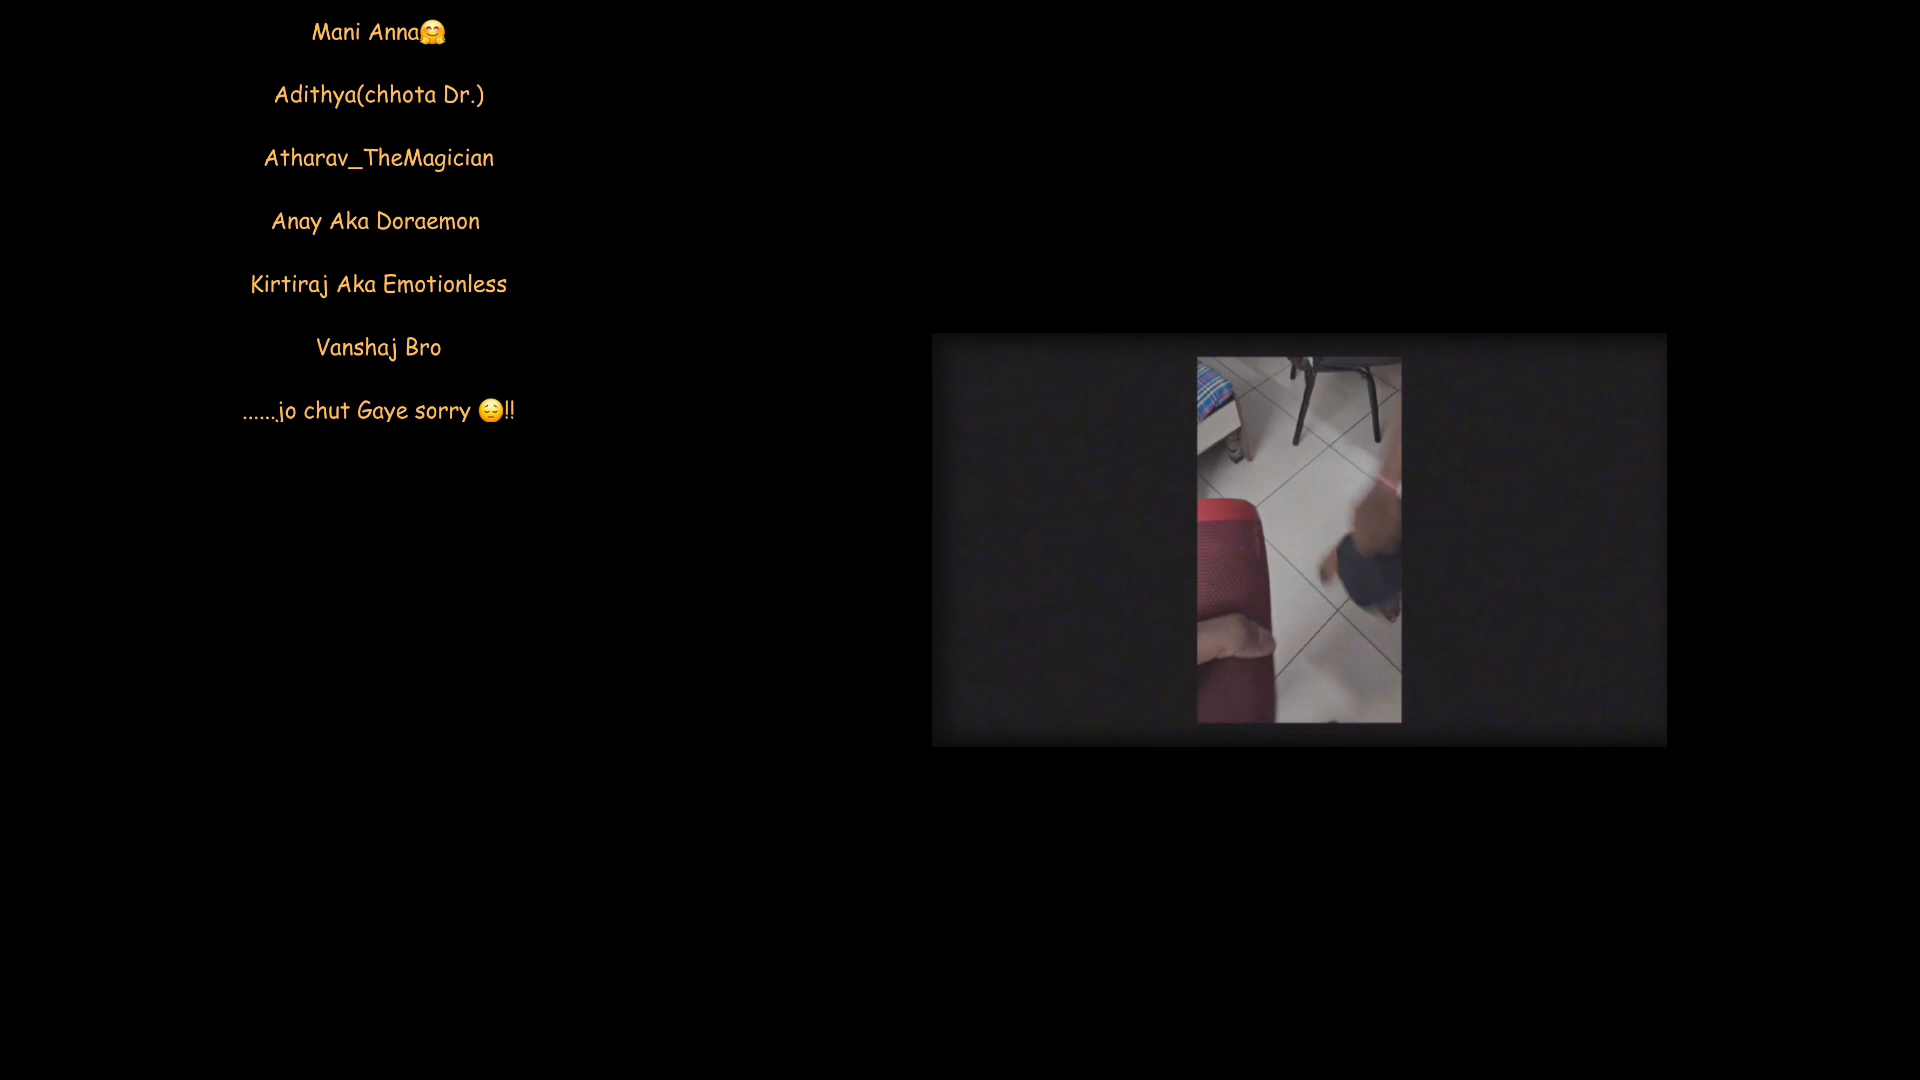 Mani Anna🤗
Adithya(chhota Dr.)
Atharav_TheMagician
Anay Aka Doraemon
Kirtiraj Aka Emotionless
Vanshaj Bro
......jo chut Gaye sorry 😔!!